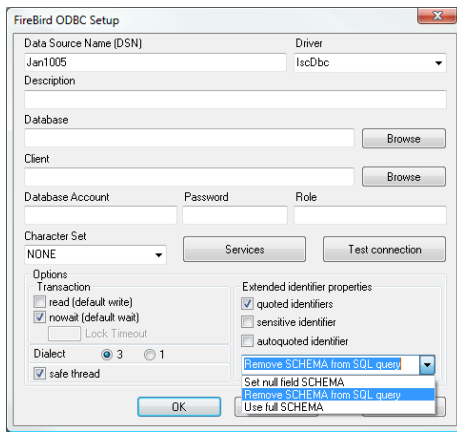 FireBird ODBC Setup
Data Source Name (DSN) Driver
Jan1005 IscDbc
Description
Database
Browse
Client
Browse
Database Account Password Role
Character Set
NONE Services Test connection
Options
Transaction Extended identifier properties
read (default write) quoted identifiers
nowait (default wait) sensitive identifier
Lock Timeout autoquoted identifier
Dialect 3 1
Remove SCHEMA from SQL query
safe thread Set null field SCHEMA
Remove SCHEMA from SQL query
OK Use full SCHEMA